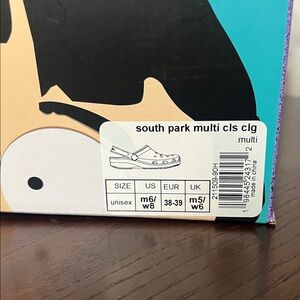 south park multi cls clg
multi
SIZE US EUR UK
unisex m6/w8 38-39 m5/w6
211509-90H
made in china